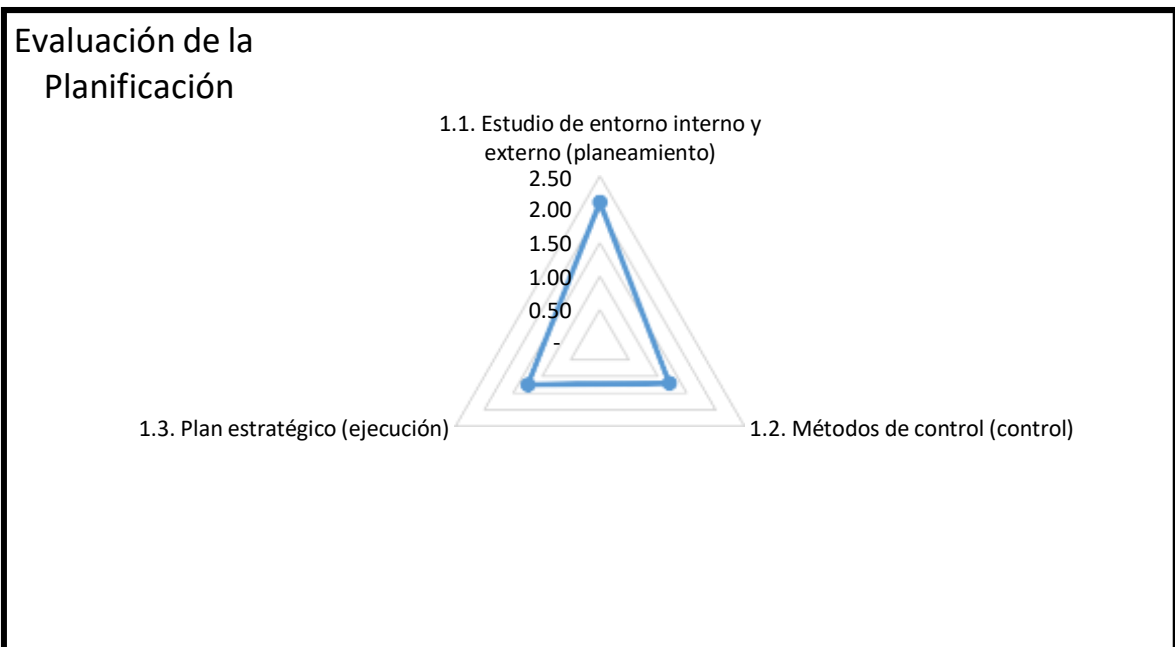 Evaluación de la
Planificación
1.1. Estudio de entorno interno y
externo (planeamiento)
2.50
2.00
1.50
1.00
0.50
-
1.3. Plan estratégico (ejecución)
1.2. Métodos de control (control)